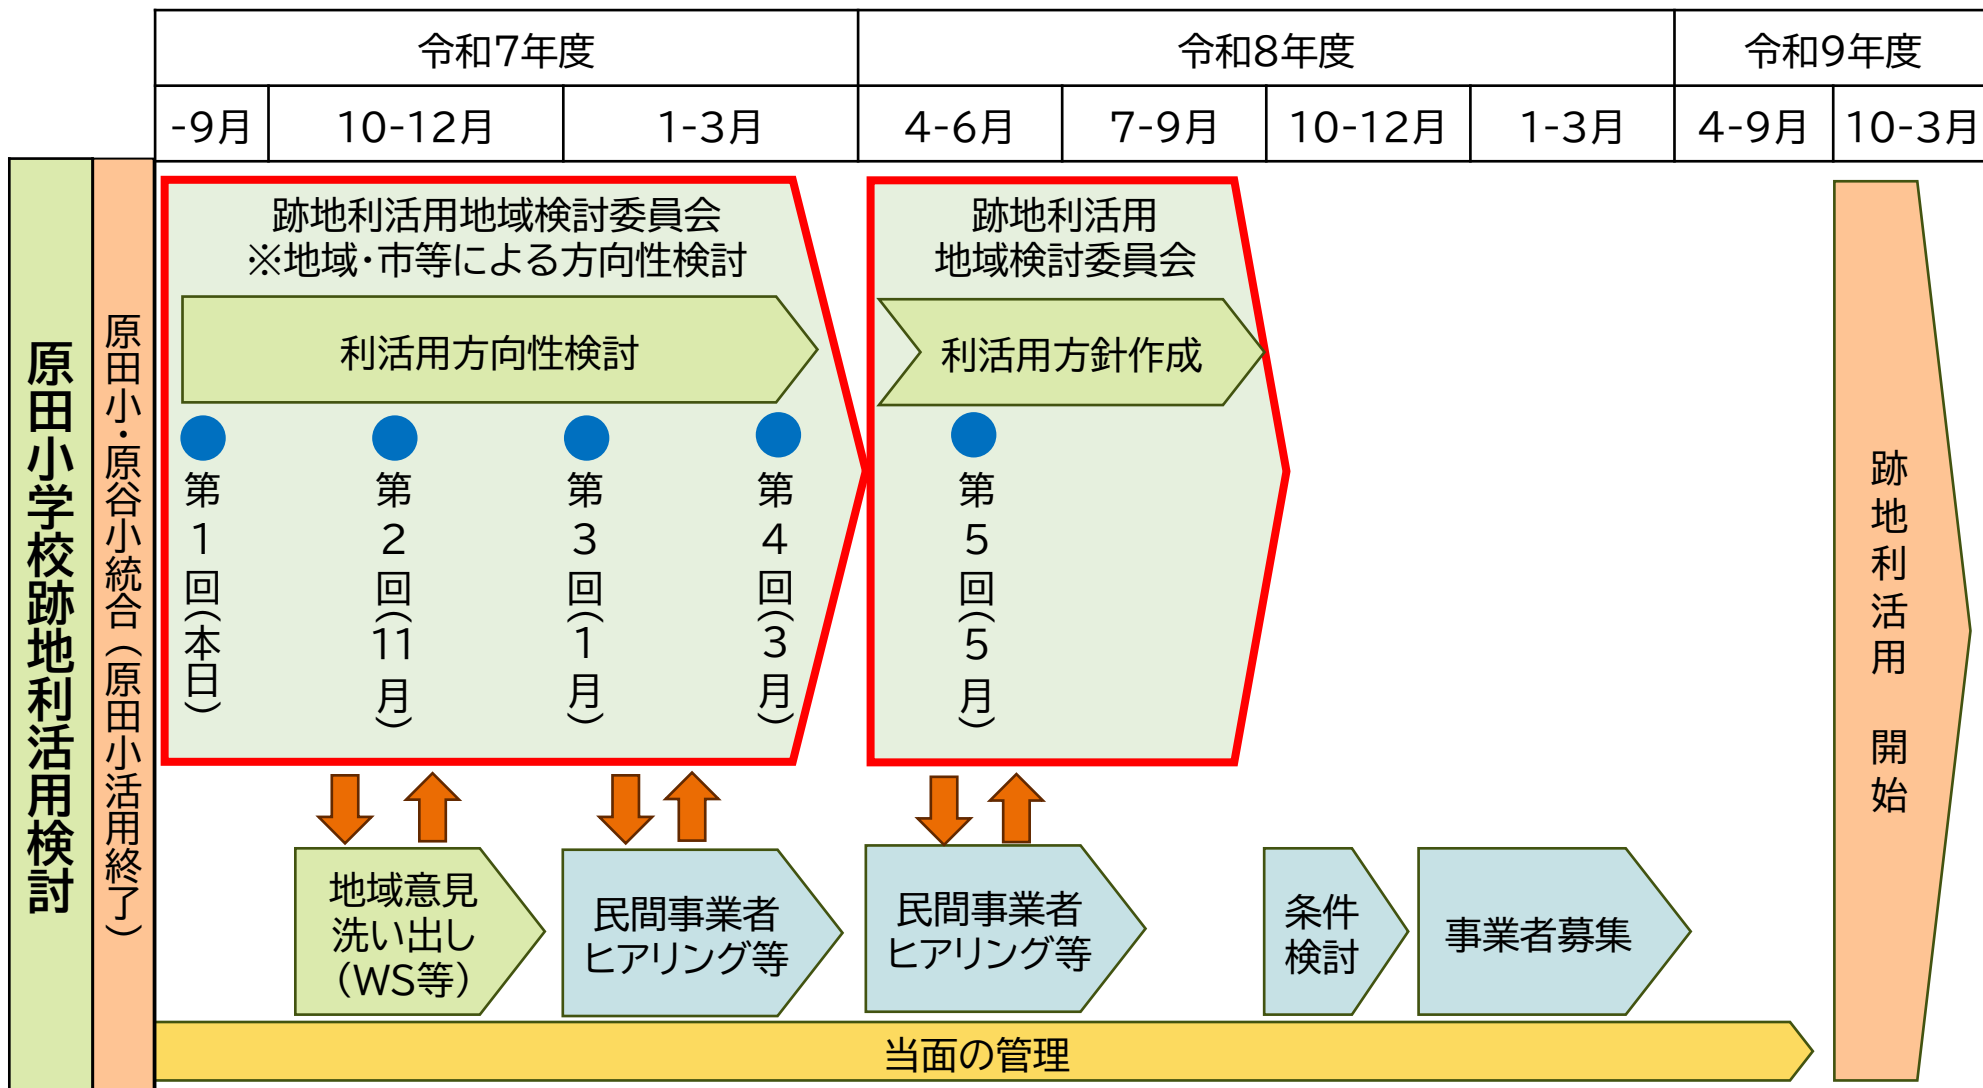 令和7年度
令和8年度
令和9年度
-9月
10-12月
1-3月
4-6月
7-9月
10-12月
1-3月
4-9月
10-3月
原田小学校跡地利活用検討
原田小・原谷小統合（原田小活用終了）
跡地利活用地域検討委員会
※地域・市等による方向性検討
利活用方向性検討
第1回(本日)
第2回(11月)
第3回(1月)
第4回(3月)
跡地利活用
地域検討委員会
利活用方針作成
第5回(5月)
地域意見
洗い出し
（WS等）
民間事業者
ヒアリング等
民間事業者
ヒアリング等
条件
検討
事業者募集
当面の管理
跡地利活用　開始